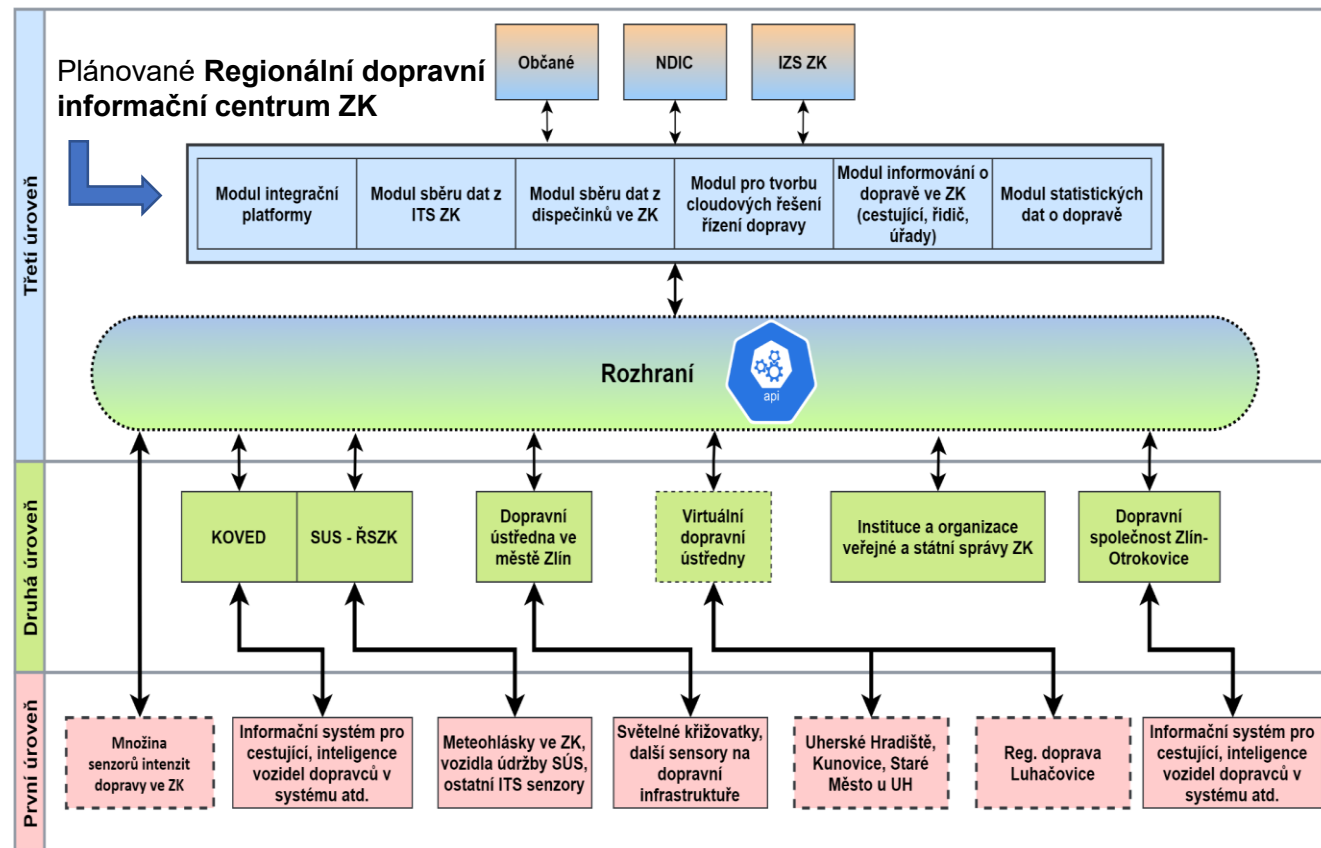 Plánované Regionální dopravní
informační centrum ZK
Třetí úroveň
Občané
NDIC
IZS ZK
Modul integrační
platformy
Modul sběru dat z
ITS ZK
Modul sběru dat z
dispečinků ve ZK
Modul pro tvorbu
cloudových řešení
řízení dopravy
Modul informování o
dopravě ve ZK
(cestující, řidič,
úřady)
Modul statistických
dat o dopravě
Rozhraní
api
Druhá úroveň
KOVED
SUS - ŘSZK
Dopravní
ústředna ve
městě Zlín
Virtuální
dopravní
ústředny
Instituce a organizace
veřejné a státní správy ZK
Dopravní
společnost Zlín-
Otrokovice
První úroveň
Množina
senzorů intenzit
dopravy ve ZK
Informační systém pro
cestující, inteligence
vozidel dopravců v
systému atd.
Meteohlásky ve ZK,
vozidla údržby SÚS,
ostatní ITS senzory
Světelné křižovatky,
další sensory na
dopravní
infrastruktuře
Uherské Hradiště,
Kunovice, Staré
Město u UH
Reg. doprava
Luhačovice
Informační systém pro
cestující, inteligence
vozidel dopravců v
systému atd.